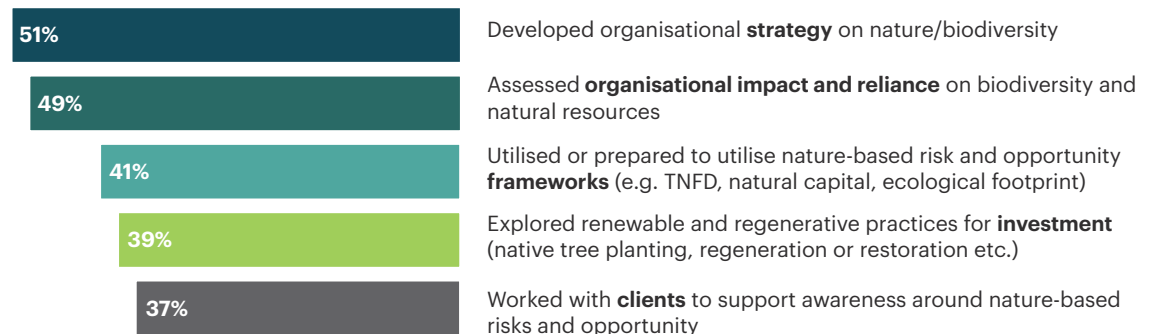 51%
Developed organisational strategy on nature/biodiversity
49%
Assessed organisational impact and reliance on biodiversity and
natural resources
41%
Utilised or prepared to utilise nature-based risk and opportunity
frameworks (e.g. TNFD, natural capital, ecological footprint)
39%
Explored renewable and regenerative practices for investment
(native tree planting, regeneration or restoration etc.)
37%
Worked with clients to support awareness around nature-based
risks and opportunity